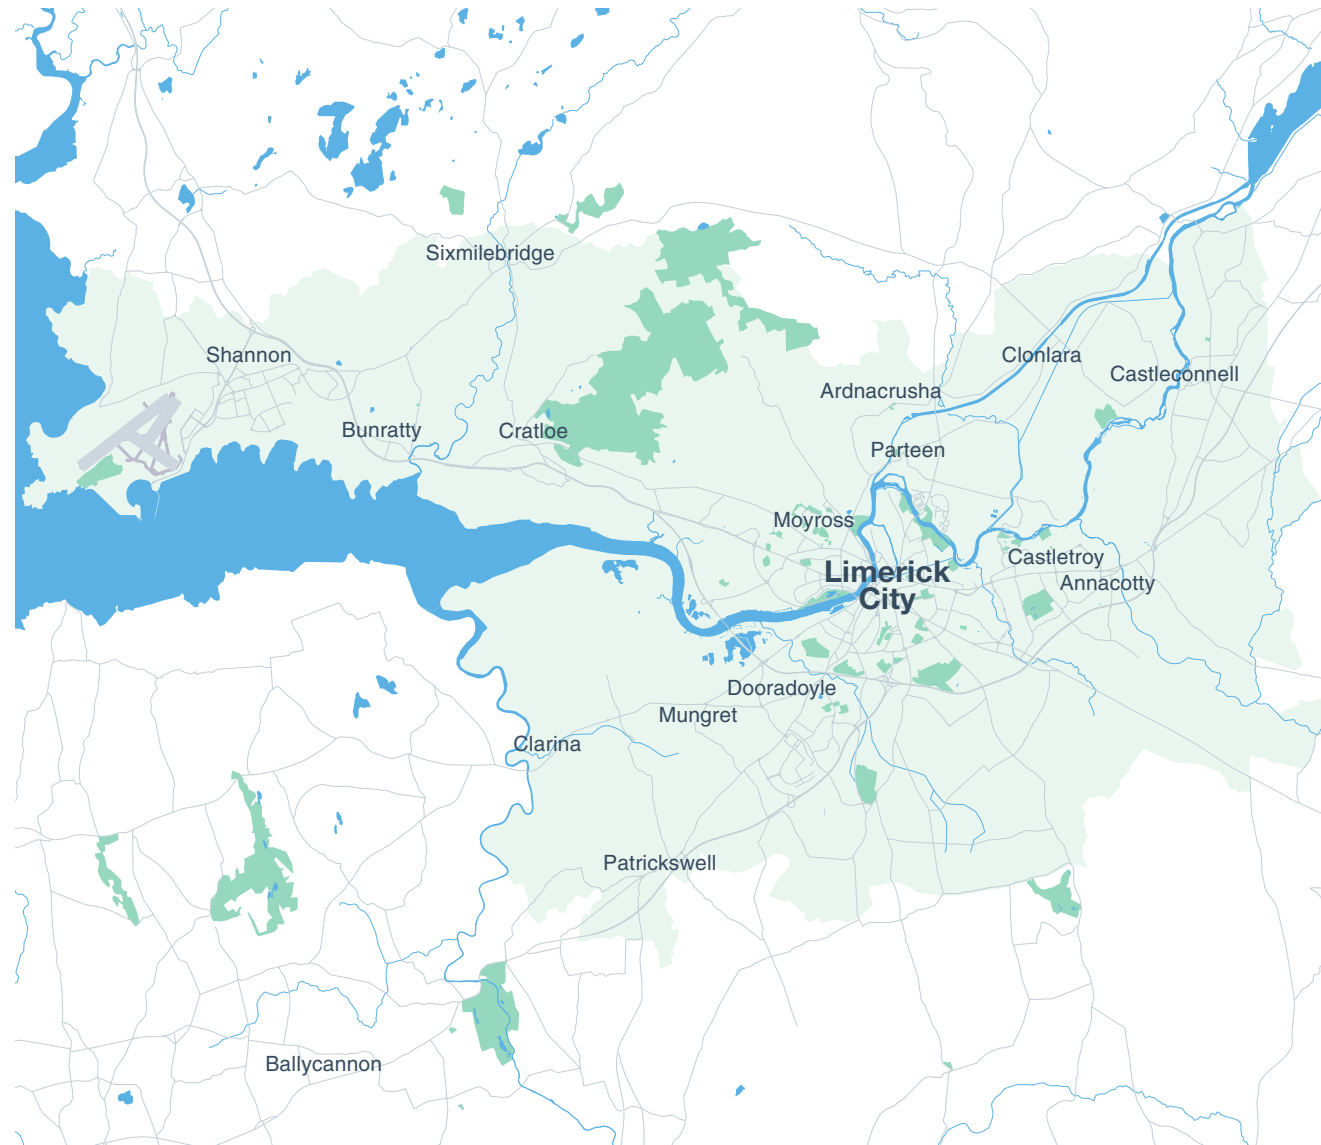 Sixmilebridge
Shannon
Clonlara
Castleconnell
Ardnacrusha
Bunratty
Cratloe
Parteen
Moyross
Castletroy
Limerick
City
Annacotty
Dooradoyle
Mungret
Clarina
Patrickswell
Ballycannon